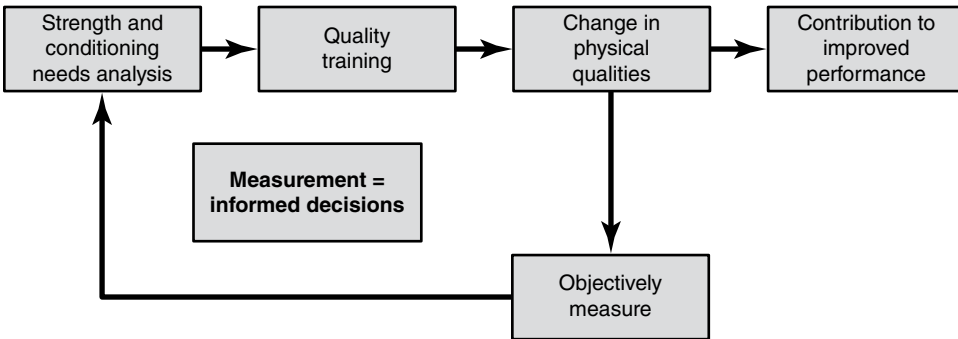 Strength and
conditioning
needs analysis
Quality
training
Change in
physical
qualities
Contribution to
improved
performance
Measurement =
informed decisions
Objectively
measure